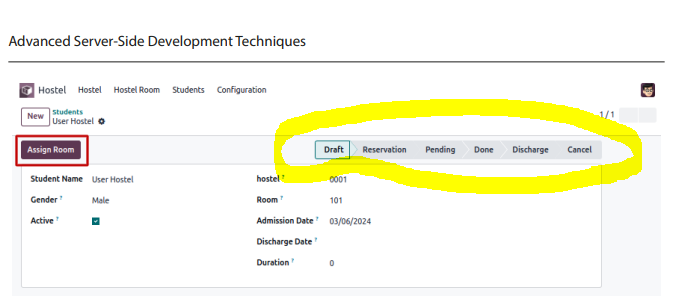 Advanced Server-Side Development Techniques
Hostel Hostel Hostel Room Students Configuration
New Students
User Hostel
1/1
Assign Room Draft Reservation Pending Done Discharge Cancel
Student Name User Hostel hostel ? 0001
Gender ? Male Room ? 101
Active ? Admission Date ? 03/06/2024
Discharge Date ?
Duration ? 0